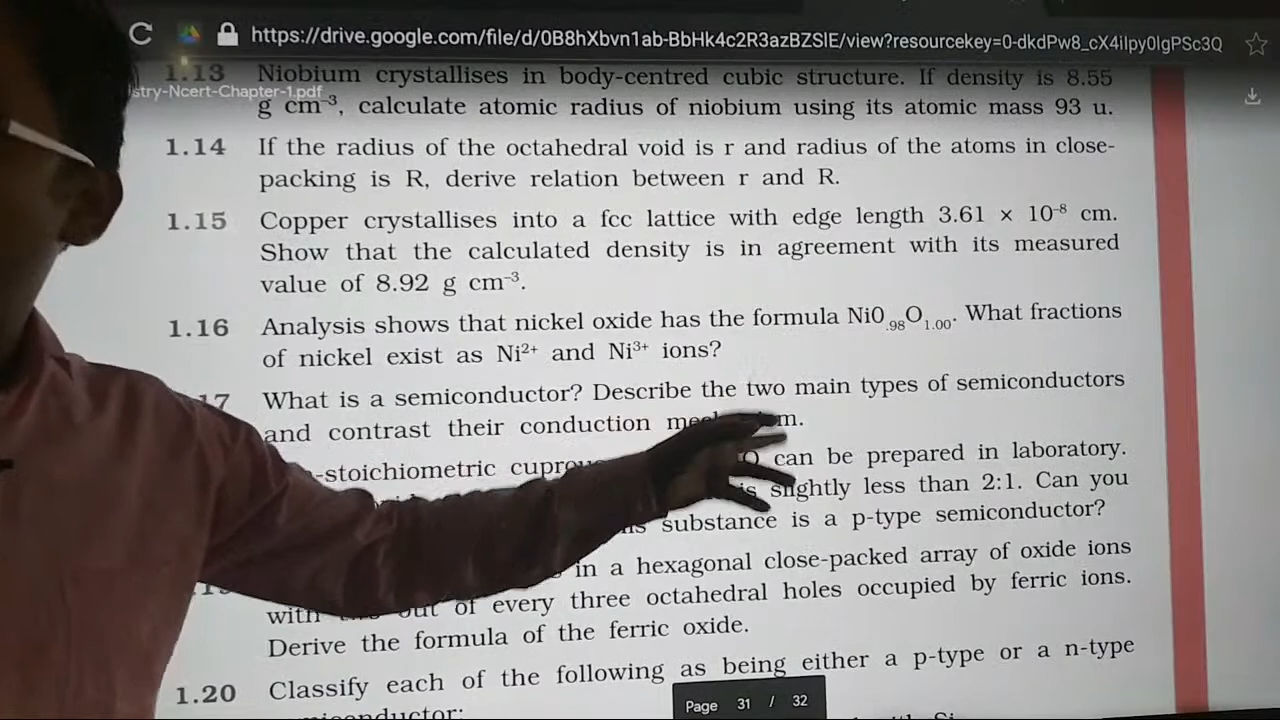 https://drive.google.com/file/d/0B8hXbvn1ab-BbHk4c2R3azBZSlE/view?resourcekey=0-dkdPw8_cX4ilpy0lgPSc3Q
1.13 Niobium crystallises in body-centred cubic structure. If density is 8.55
stry-Ncert-Chapter-1.pdf
g cm⁻³, calculate atomic radius of niobium using its atomic mass 93 u.
1.14 If the radius of the octahedral void is r and radius of the atoms in close-
packing is R, derive relation between r and R.
1.15 Copper crystallises into a fcc lattice with edge length 3.61 × 10⁻⁸ cm.
Show that the calculated density is in agreement with its measured
value of 8.92 g cm⁻³.
1.16 Analysis shows that nickel oxide has the formula Ni0.98O1.00. What fractions
of nickel exist as Ni²⁺ and Ni³⁺ ions?
17 What is a semiconductor? Describe the two main types of semiconductors
and contrast their conduction m.
-stoichiometric can be prepared in laboratory.
is slightly less than 2:1. Can you
substance is a p-type semiconductor?
in a hexagonal close-packed array of oxide ions
with out of every three octahedral holes occupied by ferric ions.
Derive the formula of the ferric oxide.
1.20 Classify each of the following as being either a p-type or a n-type
conductor:
Page 31 / 32